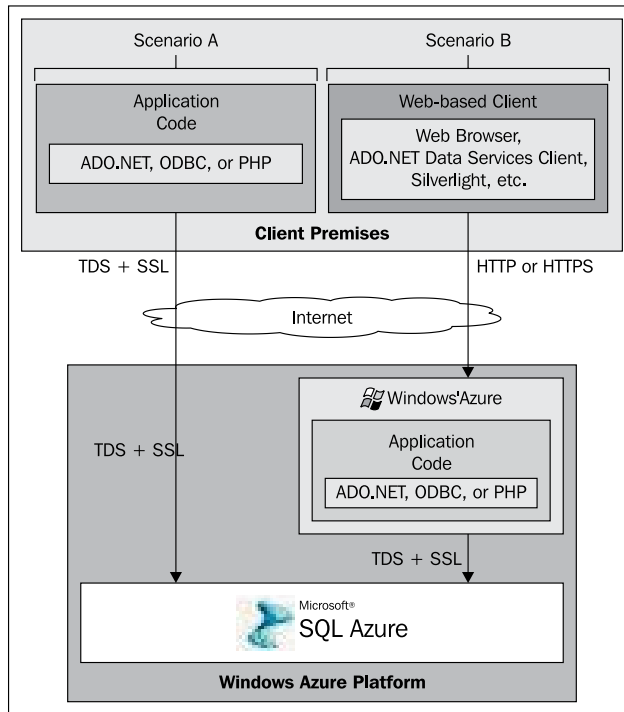 Scenario A
Scenario B
Application
Code
ADO.NET, ODBC, or PHP
Web-based Client
Web Browser,
ADO.NET Data Services Client,
Silverlight, etc.
Client Premises
TDS + SSL
HTTP or HTTPS
Internet
Windows'Azure
Application
Code
ADO.NET, ODBC, or PHP
TDS + SSL
TDS + SSL
Microsoft®
SQL Azure
Windows Azure Platform